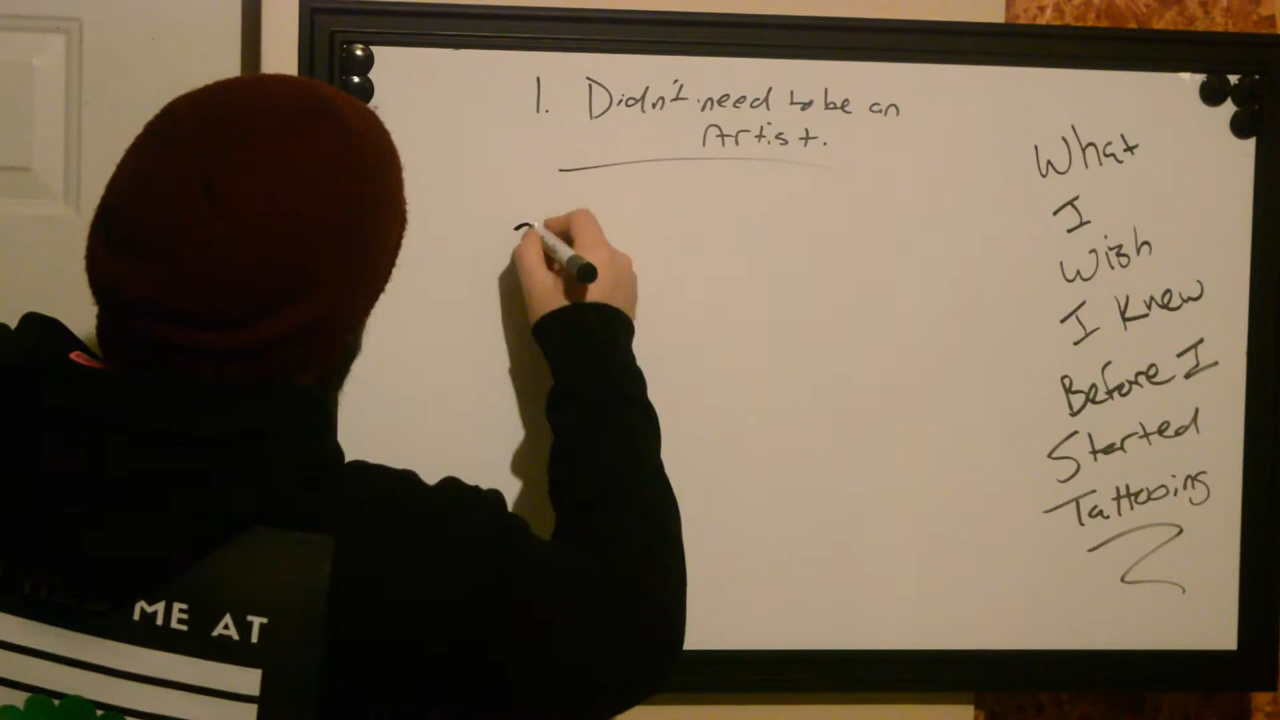 1. Didn't need to be an
Artist.
What
I
Wish
I Knew
Before I
Started
Tattooing
ME AT